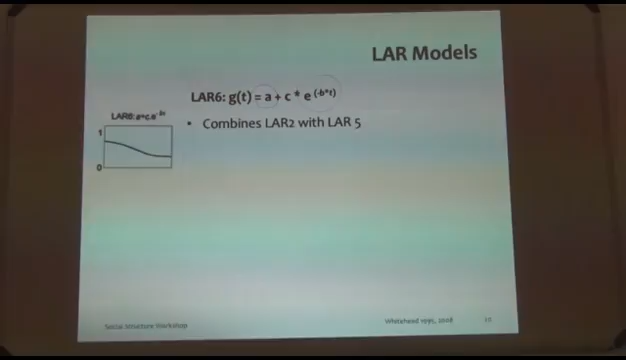 LAR Models
LAR6: g(t) = a + c * e (-b*t)
LAR6: a+c.e-bt
• Combines LAR2 with LAR 5
1
0
Social Structure Workshop
Whitehead 1995, 2008